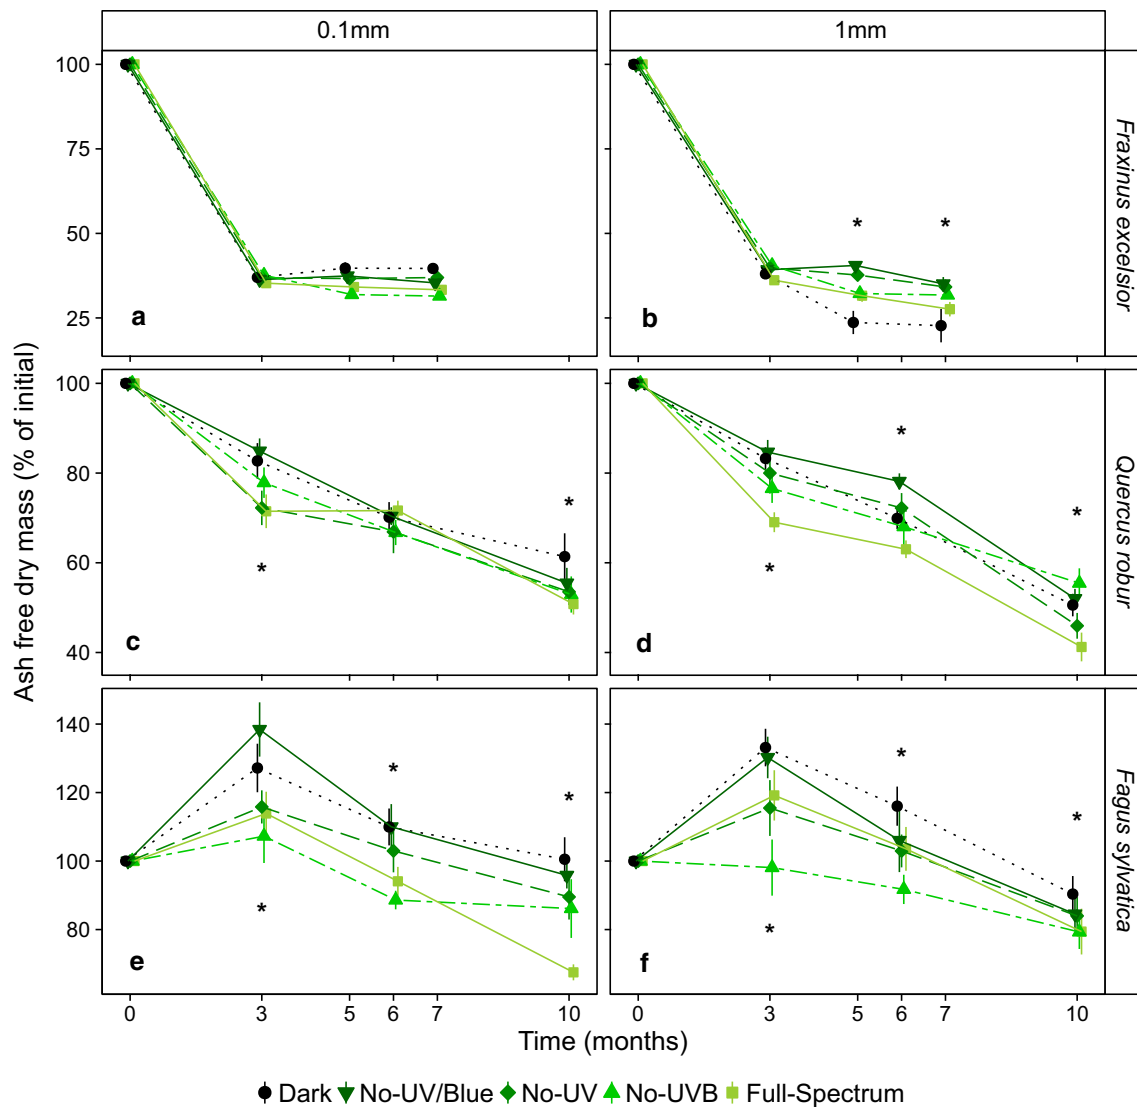 0.1mm
1mm
100
75
50
25
a
b
*
*
Fraxinus excelsior
Ash free dry mass (% of initial)
100
80
60
40
c
*
*
d
*
*
*
Quercus robur
140
120
100
80
e
*
*
*
f
*
*
*
Fagus sylvatica
0 3 5 6 7 10
0 3 5 6 7 10
Time (months)
Dark No-UV/Blue No-UV No-UVB Full-Spectrum